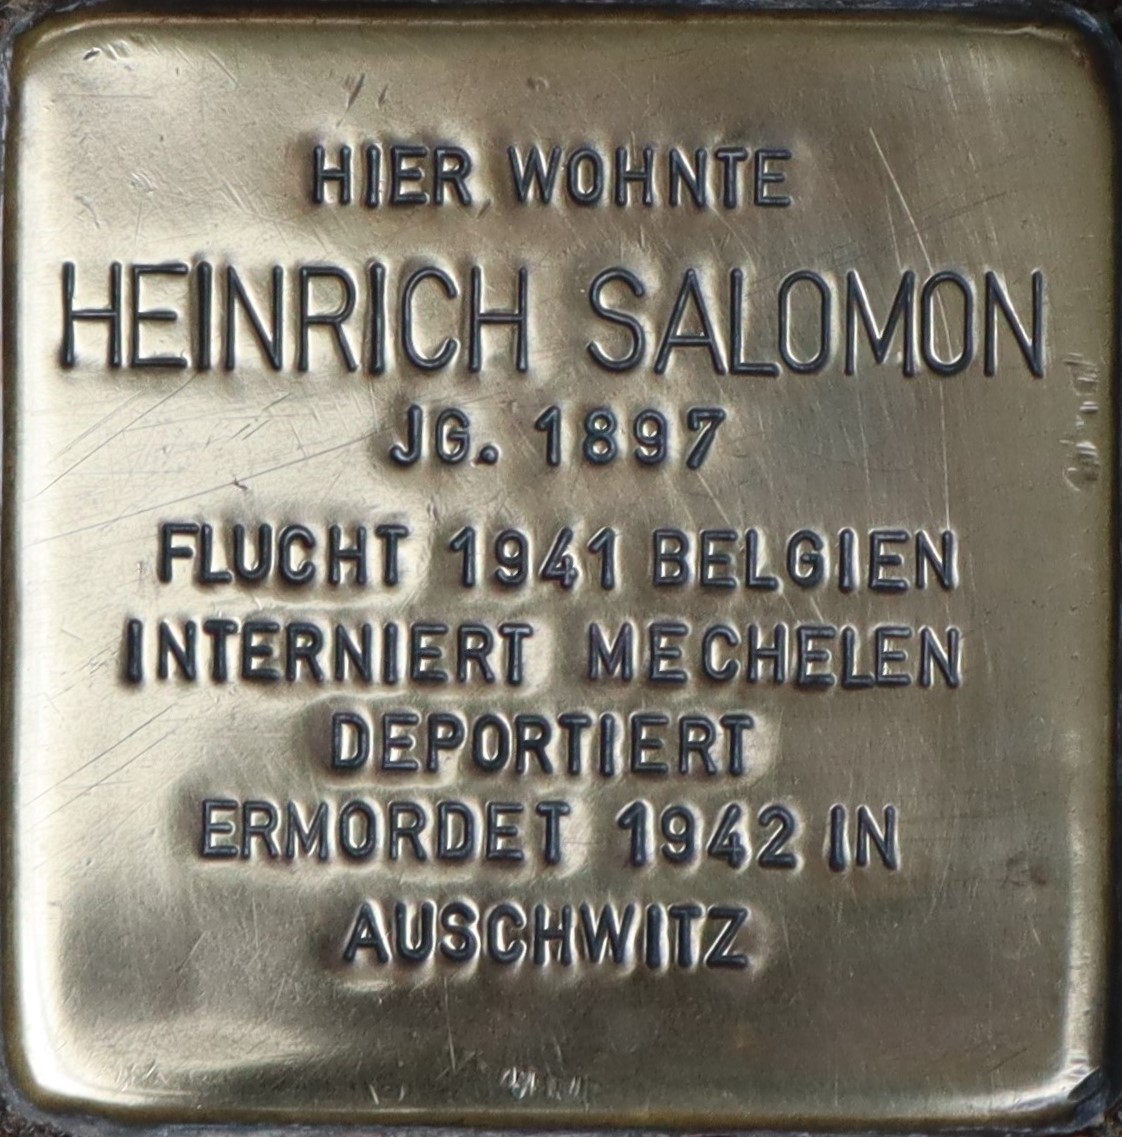 HIER WOHNTE
HEINRICH SALOMON
JG. 1897
FLUCHT 1941 BELGIEN
INTERNIERT MECHELEN
DEPORTIERT
ERMORDET 1942 IN
AUSCHWITZ